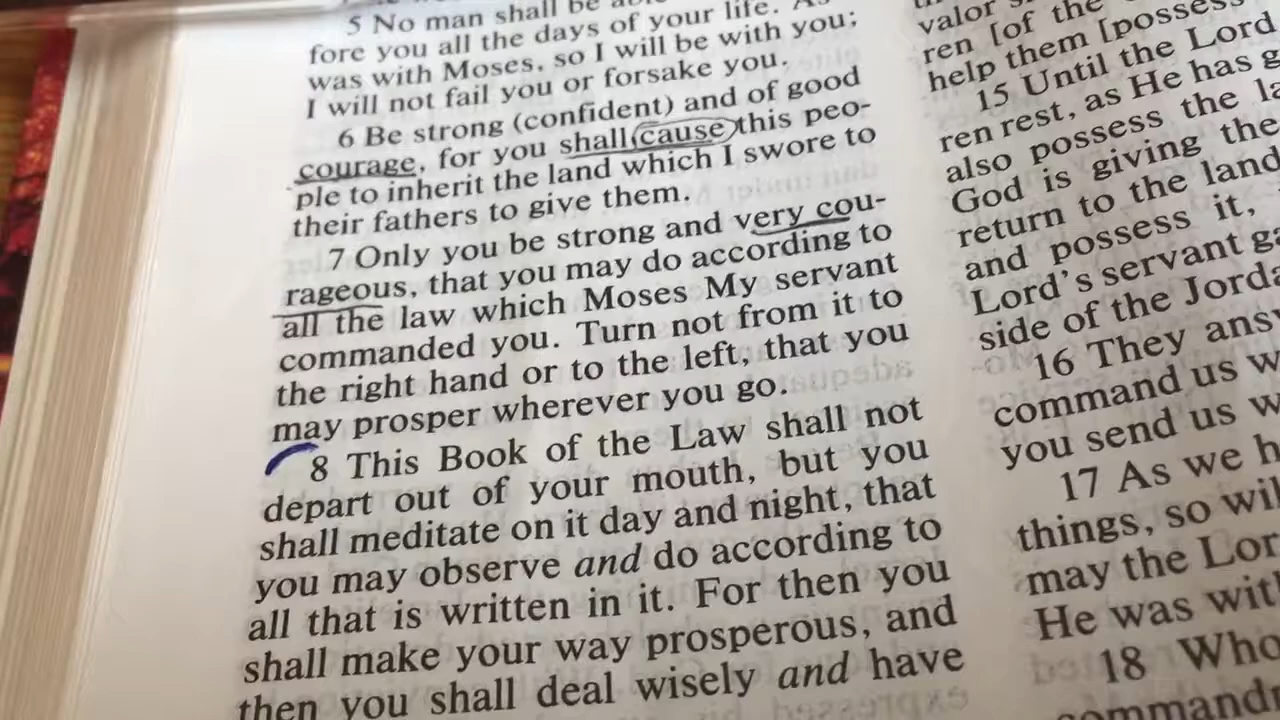 5 No man shall be
fore you all the days of your life. As
was with Moses, so I will be with you;
I will not fail you or forsake you.
6 Be strong (confident) and of good
courage, for you shall cause this peo-
ple to inherit the land which I swore to
their fathers to give them.
7 Only you be strong and very cou-
rageous, that you may do according to
all the law which Moses My servant
commanded you. Turn not from it to
the right hand or to the left, that you
may prosper wherever you go.
8 This Book of the Law shall not
depart out of your mouth, but you
shall meditate on it day and night, that
you may observe and do according to
all that is written in it. For then you
shall make your way prosperous, and
then you shall deal wisely and have
valor
ren [of the
help them [possess
15 Until the Lord
ren rest, as He has
also possess the
God is giving the
return to the land
and possess it,
Lord's servant
side of the
16 They
command us
you send us
17 As we
things, so
may the
He was
18 Who